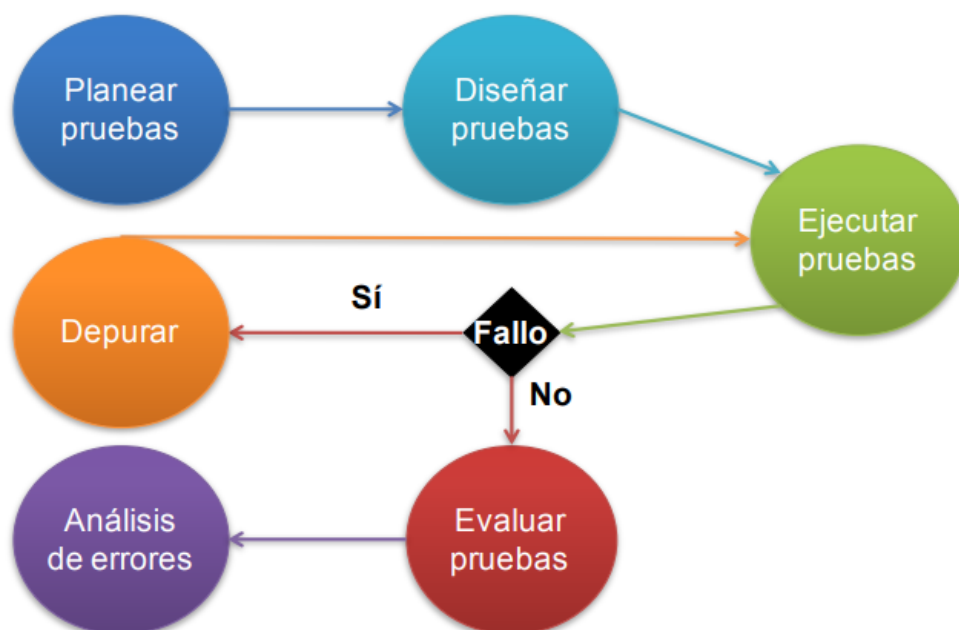 Planear
pruebas
Diseñar
pruebas
Ejecutar
pruebas
Sí
Fallo
Depurar
No
Análisis
de errores
Evaluar
pruebas